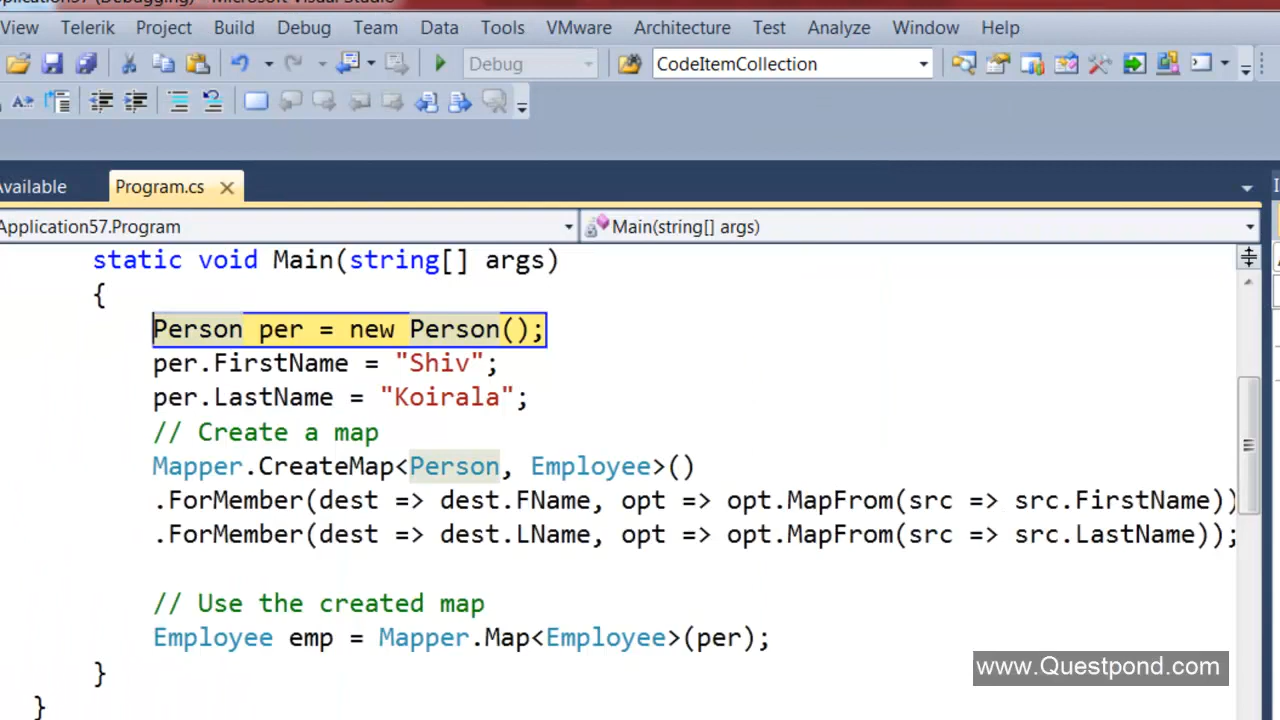 View Telerik Project Build Debug Team Data Tools VMware Architecture Test Analyze Window Help
Debug CodeItemCollection
Available Program.cs
Application57.Program Main(string[] args)
static void Main(string[] args)
{
Person per = new Person();
per.FirstName = "Shiv";
per.LastName = "Koirala";
// Create a map
Mapper.CreateMap<Person, Employee>()
.ForMember(dest => dest.FName, opt => opt.MapFrom(src => src.FirstName))
.ForMember(dest => dest.LName, opt => opt.MapFrom(src => src.LastName));
// Use the created map
Employee emp = Mapper.Map<Employee>(per);
}
}
www.Questpond.com